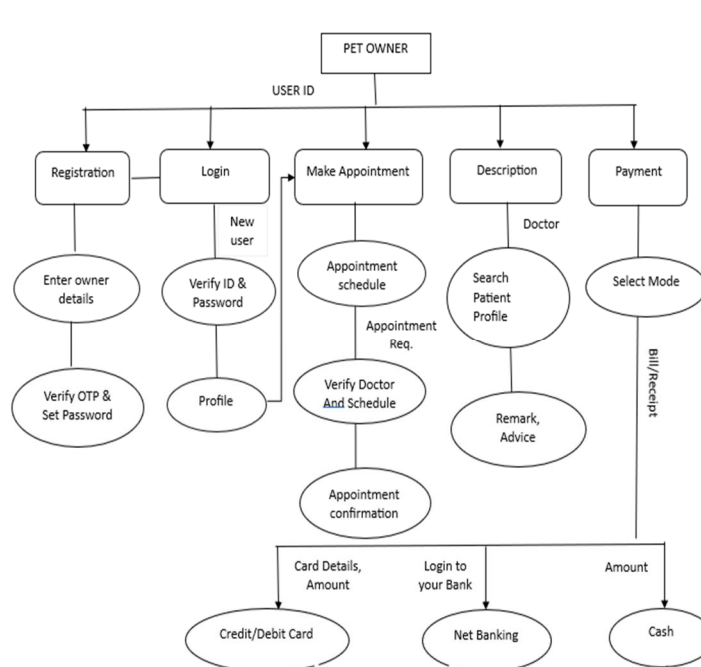 PET OWNER
USER ID
Registration
Login
Make Appointment
Description
Payment
New
user
Doctor
Enter owner
details
Verify ID &
Password
Appointment
schedule
Search
Patient
Profile
Select Mode
Appointment
Req.
Bill/Receipt
Verify OTP &
Set Password
Profile
Verify Doctor
And Schedule
Remark,
Advice
Appointment
confirmation
Card Details,
Amount
Login to
your Bank
Amount
Credit/Debit Card
Net Banking
Cash